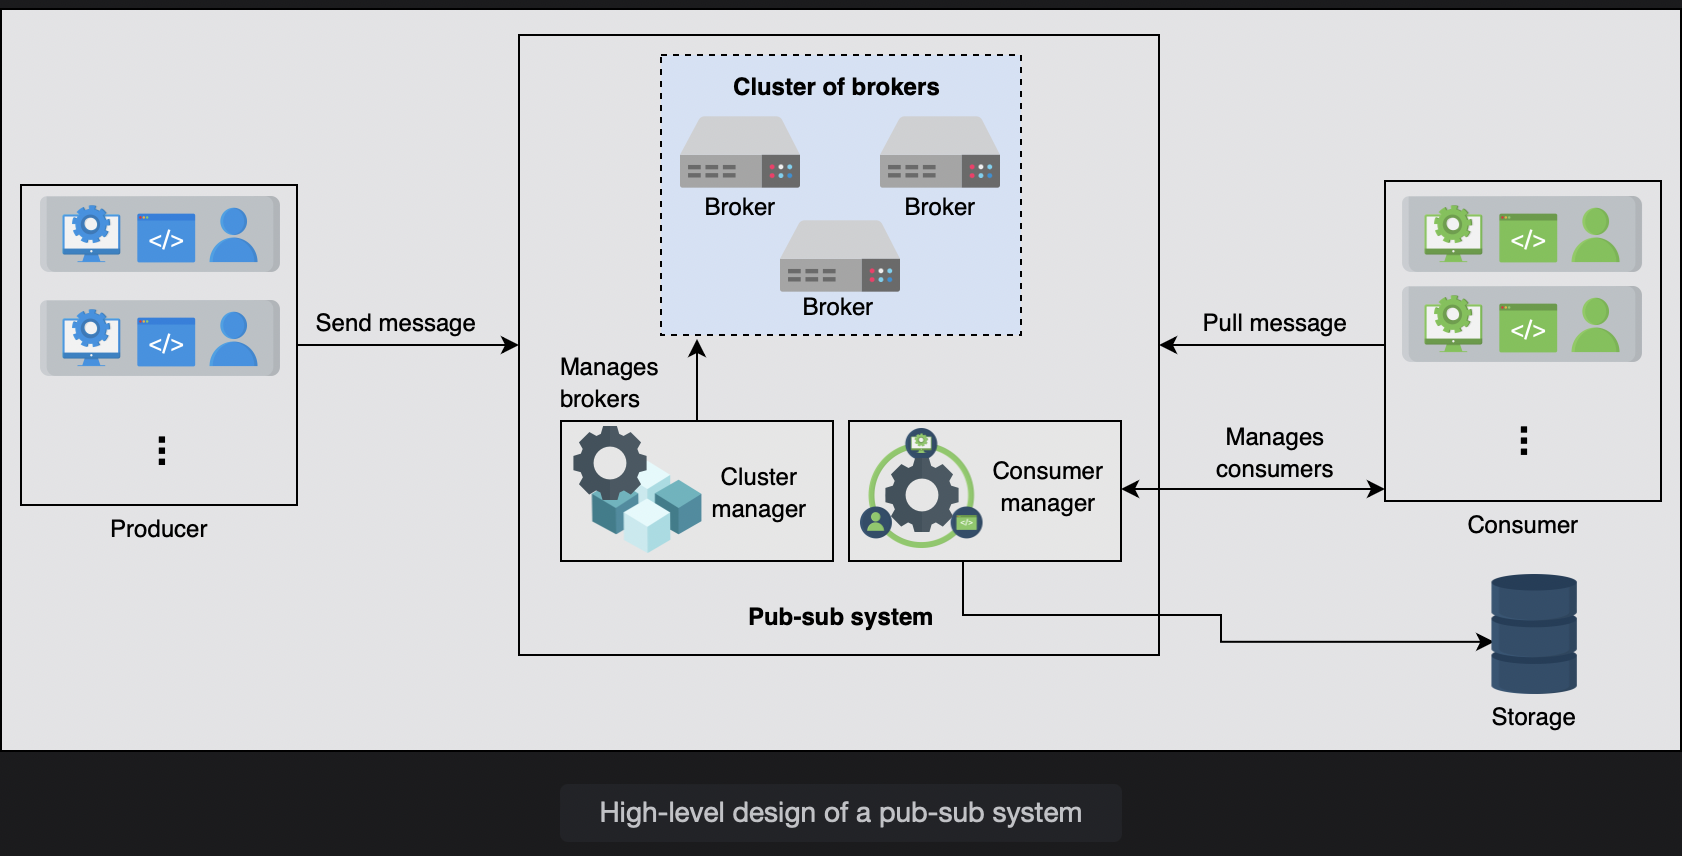 Cluster of brokers
Broker
Broker
Broker
</>
</>
Send message
Producer
Manages
brokers
Cluster
manager
Consumer
manager
</>
Pub-sub system
Pull message
Manages
consumers
</>
</>
Consumer
Storage
High-level design of a pub-sub system